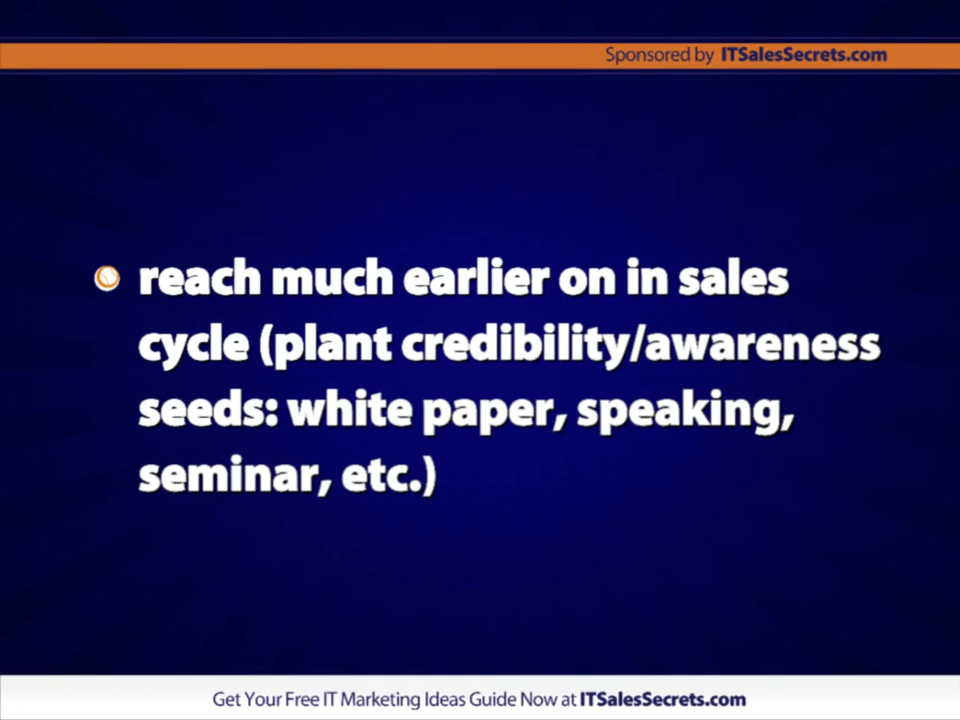 Sponsored by ITSalesSecrets.com
reach much earlier on in sales
cycle (plant credibility/awareness
seeds: white paper, speaking,
seminar, etc.)
Get Your Free IT Marketing Ideas Guide Now at ITSalesSecrets.com